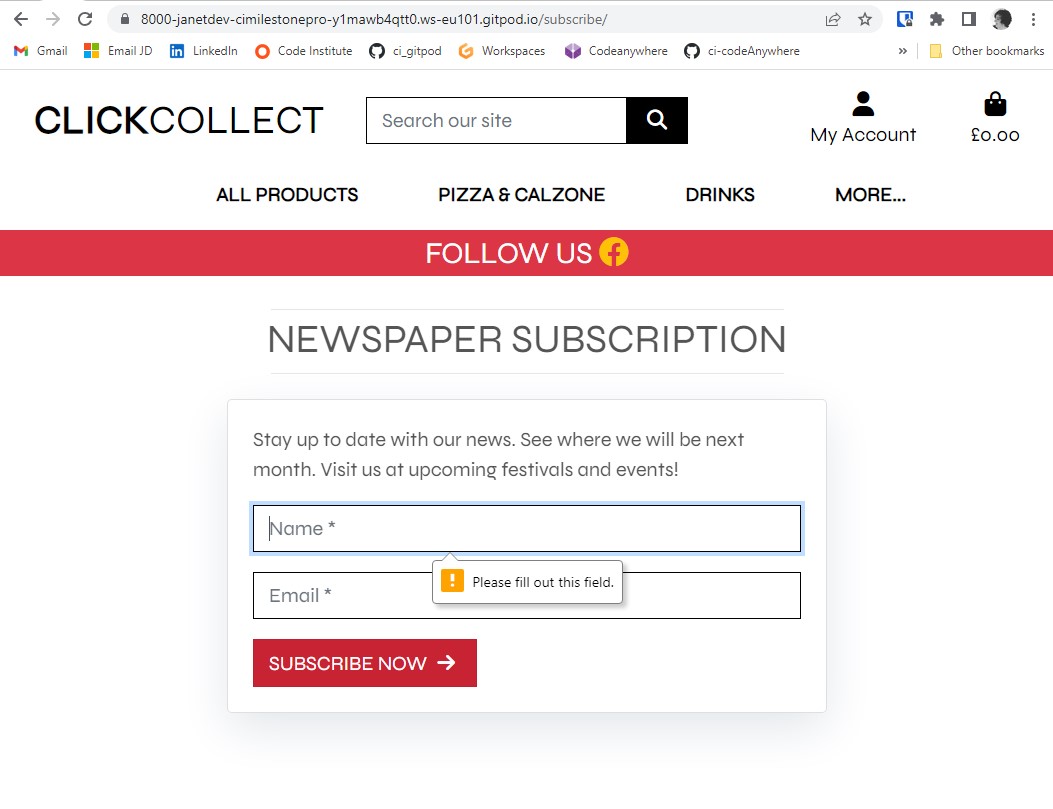 8000-janetdev-cimilestonepro-y1mawb4qtt0.ws-eu101.gitpod.io/subscribe/
Gmail Email JD LinkedIn Code Institute ci_gitpod Workspaces Codeanywhere ci-codeAnywhere » Other bookmarks
CLICKCOLLECT
Search our site
My Account
£0.00
ALL PRODUCTS PIZZA & CALZONE DRINKS MORE...
FOLLOW US
NEWSPAPER SUBSCRIPTION
Stay up to date with our news. See where we will be next
month. Visit us at upcoming festivals and events!
Name *
Please fill out this field.
Email *
SUBSCRIBE NOW